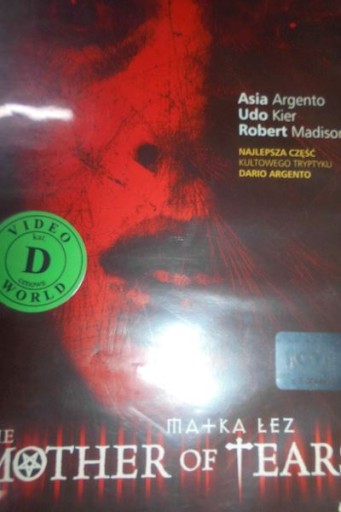 Asia Argento
Udo Kier
Robert Madison
NAJLEPSZA CZĘŚĆ
KULTOWEGO TRYPTYKU
DARIO ARGENTO
VIDEO
D
WORLD
MATKA ŁEZ
THE
MOTHER OF TEARS